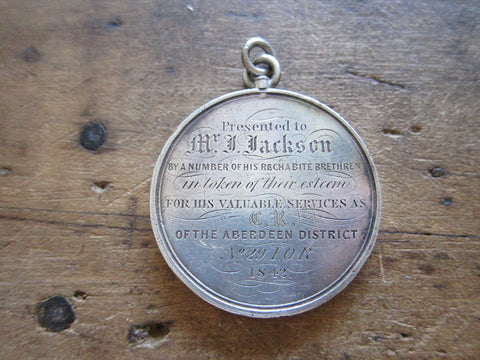 Presented to
Mr. J. Jackson
BY A NUMBER OF HIS RECHABITE BRETHREN
in token of their esteem
FOR HIS VALUABLE SERVICES AS
C.R.
OF THE ABERDEEN DISTRICT
No. 29 I.O.R
1842